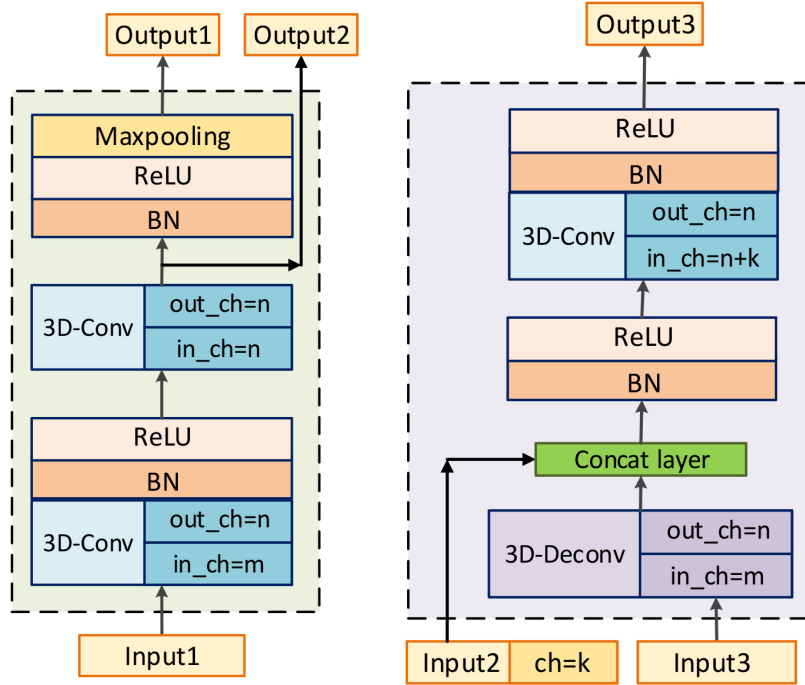 Output1
Output2
Maxpooling
ReLU
BN
3D-Conv
out_ch=n
in_ch=n
ReLU
BN
3D-Conv
out_ch=n
in_ch=m
Input1
Output3
ReLU
BN
3D-Conv
out_ch=n
in_ch=n+k
ReLU
BN
Concat layer
3D-Deconv
out_ch=n
in_ch=m
Input2
ch=k
Input3